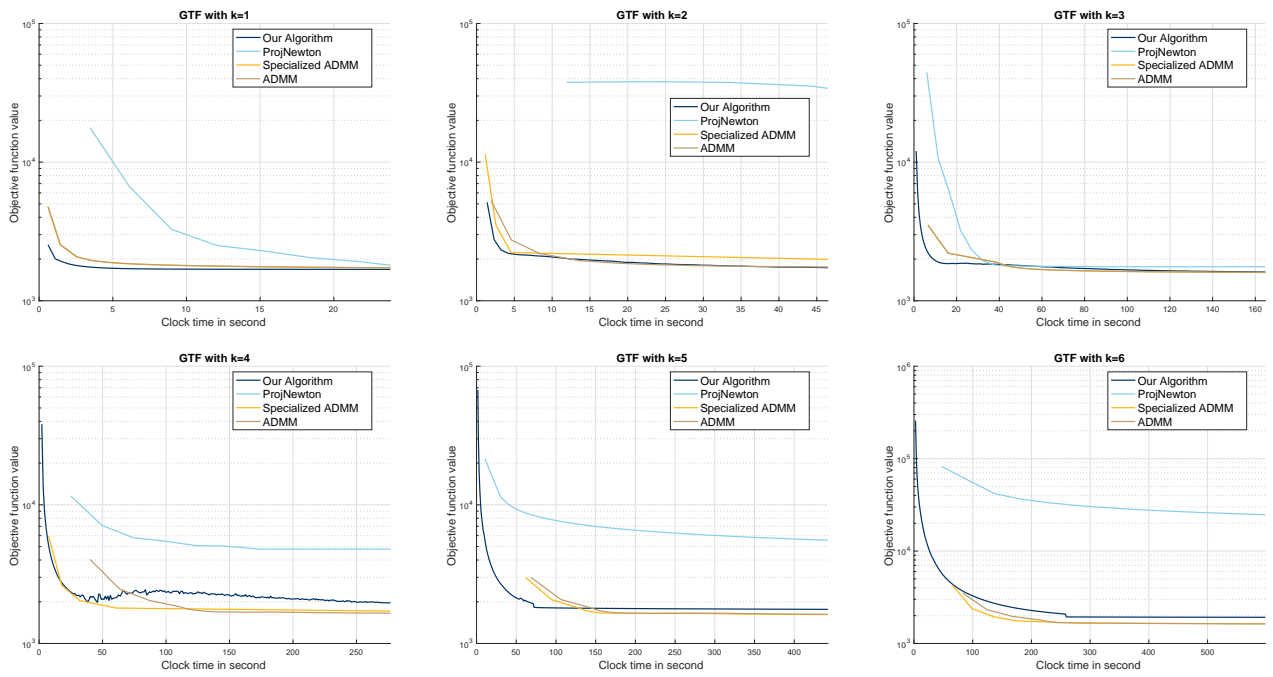 GTF with k=1
Our Algorithm
ProjNewton
Specialized ADMM
ADMM
Objective function value
10^5
10^4
10^3
0 5 10 15 20
Clock time in second
GTF with k=2
Our Algorithm
ProjNewton
Specialized ADMM
ADMM
Objective function value
10^5
10^4
10^3
0 5 10 15 20 25 30 35 40 45
Clock time in second
GTF with k=3
Our Algorithm
ProjNewton
Specialized ADMM
ADMM
Objective function value
10^5
10^4
10^3
0 20 40 60 80 100 120 140 160
Clock time in second
GTF with k=4
Our Algorithm
ProjNewton
Specialized ADMM
ADMM
Objective function value
10^5
10^4
10^3
0 50 100 150 200 250
Clock time in second
GTF with k=5
Our Algorithm
ProjNewton
Specialized ADMM
ADMM
Objective function value
10^5
10^4
10^3
0 50 100 150 200 250 300 350 400
Clock time in second
GTF with k=6
Our Algorithm
ProjNewton
Specialized ADMM
ADMM
Objective function value
10^6
10^5
10^4
10^3
0 100 200 300 400 500
Clock time in second